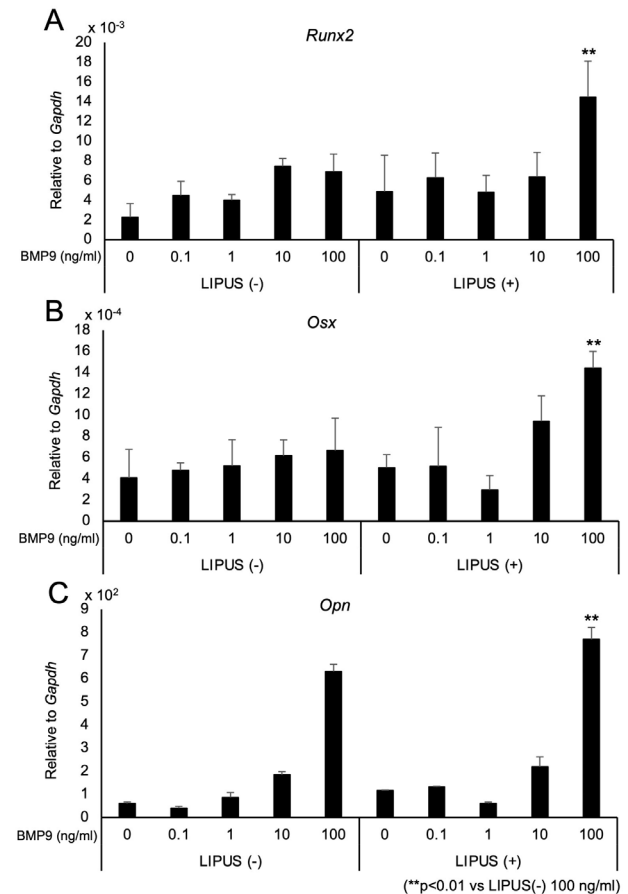 A
x 10-3
Runx2
20
18
16
14
12
10
8
6
4
2
0
Relative to Gapdh
**
BMP9 (ng/ml) 0 0.1 1 10 100 0 0.1 1 10 100
LIPUS (-) LIPUS (+)
B
x 10-4
Osx
18
16
14
12
10
8
6
4
2
0
Relative to Gapdh
**
BMP9 (ng/ml) 0 0.1 1 10 100 0 0.1 1 10 100
LIPUS (-) LIPUS (+)
C
x 102
Opn
9
8
7
6
5
4
3
2
1
0
Relative to Gapdh
**
BMP9 (ng/ml) 0 0.1 1 10 100 0 0.1 1 10 100
LIPUS (-) LIPUS (+)
(**p<0.01 vs LIPUS(-) 100 ng/ml)